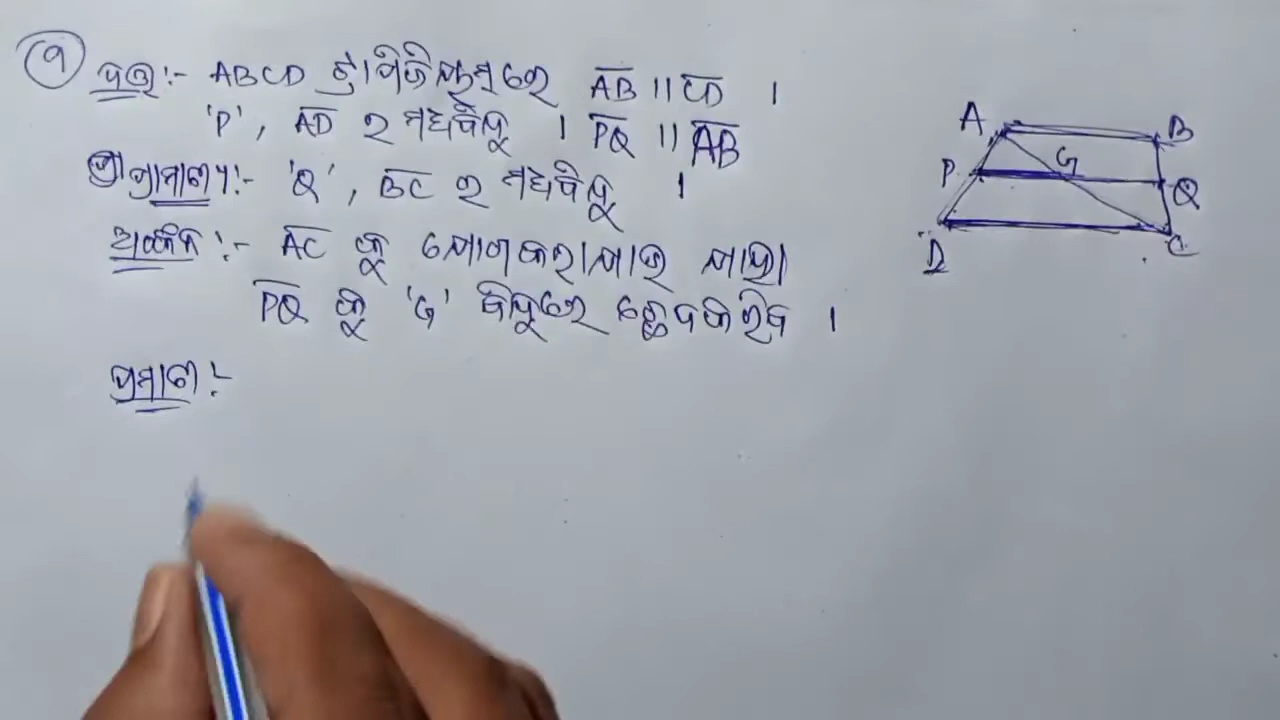 ୧ ଦତ୍ତ :- ABCD ଟ୍ରାପିଜିୟମ୍ ରେ AB || CD ।
'P', AD ର ମଧ୍ୟବିନ୍ଦୁ । PQ || AB
ପ୍ରାମାଣ୍ୟ :- 'Q', BC ର ମଧ୍ୟବିନ୍ଦୁ ।
ଅଙ୍କନ :- AC କୁ ଯୋଗକରାଯାଉ ଯାହା
PQ କୁ 'G' ବିନ୍ଦୁରେ ଛେଦକରିବ ।
ପ୍ରମାଣ :-
A B
P G Q
D C